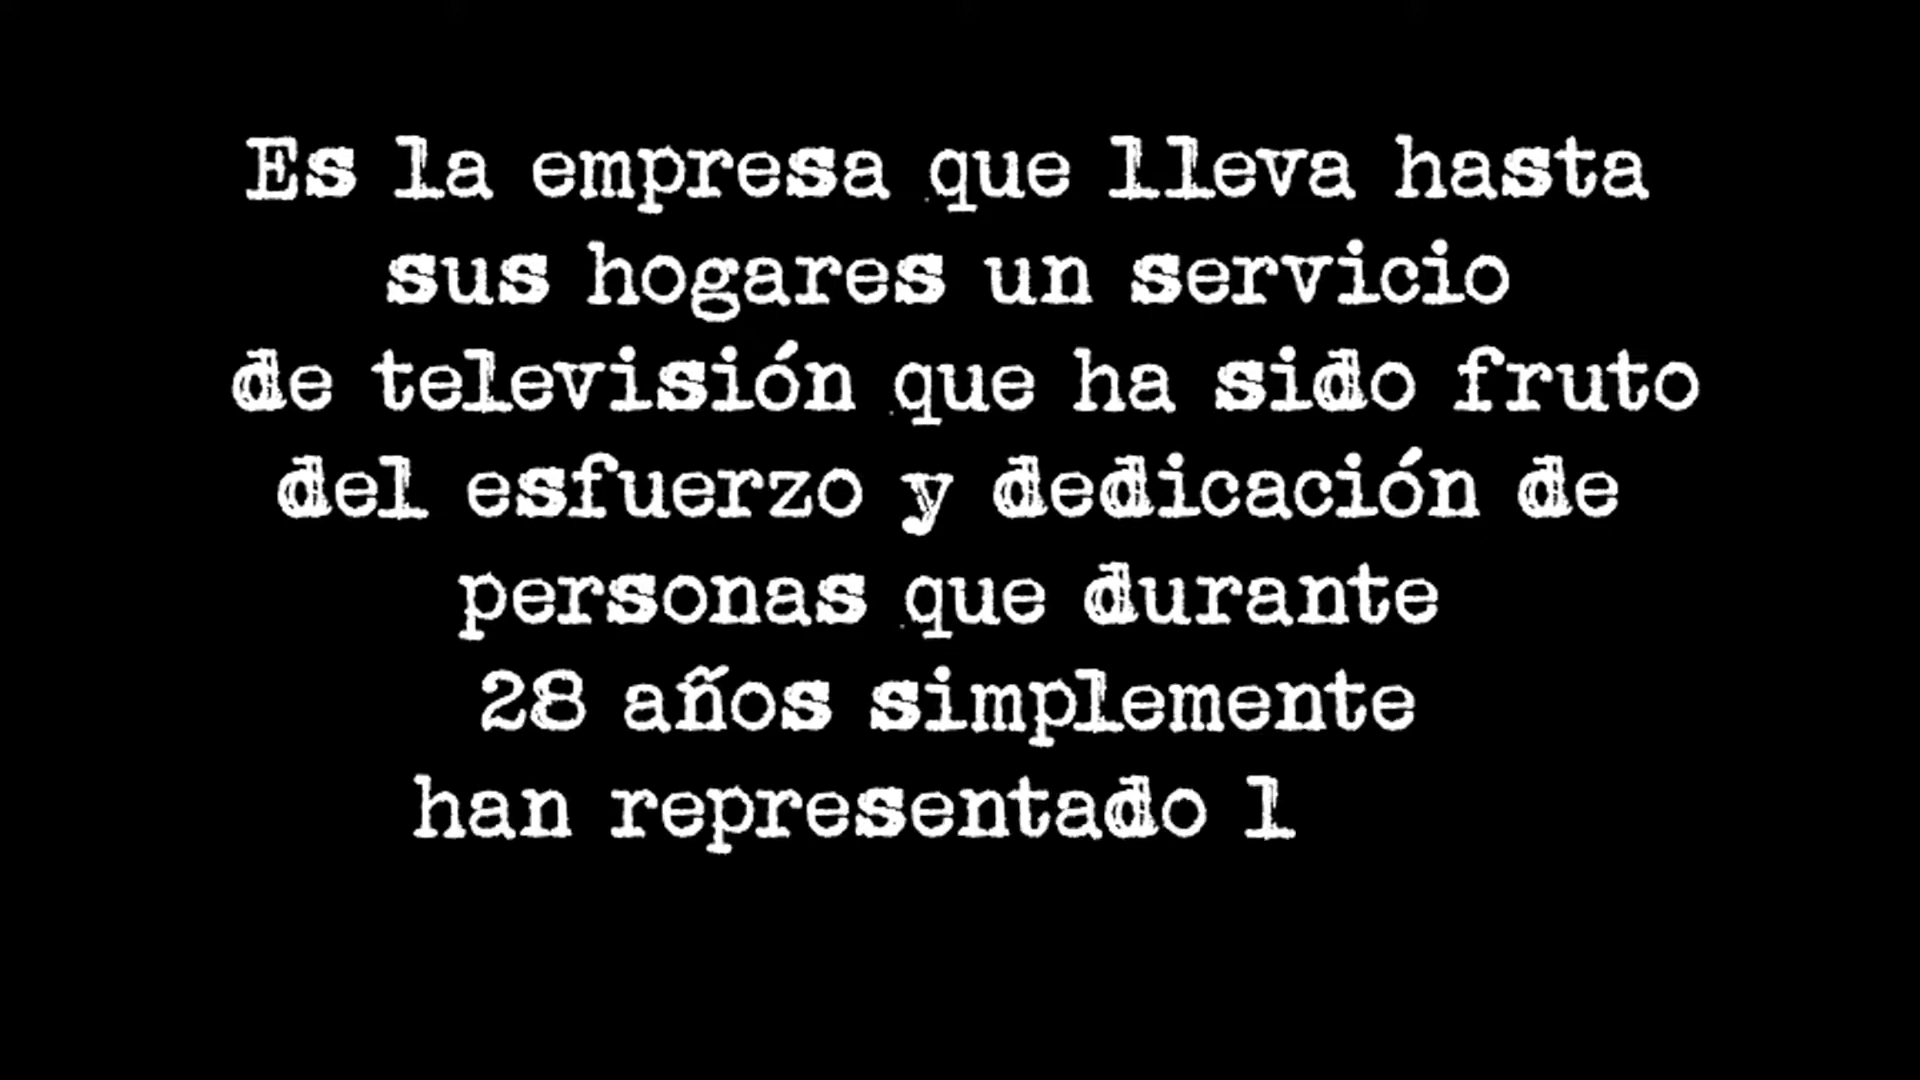 Es la empresa que lleva hasta
sus hogares un servicio
de televisión que ha sido fruto
del esfuerzo y dedicación de
personas que durante
28 años simplemente
han representado l